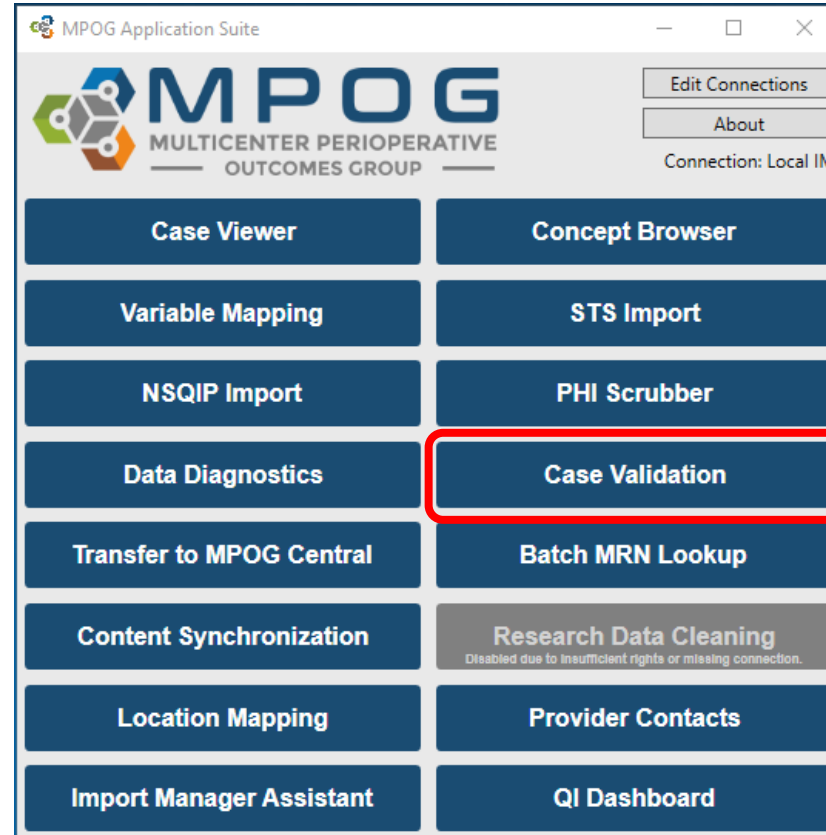 MPOG Application Suite
MPOG
MULTICENTER PERIOPERATIVE
OUTCOMES GROUP
Edit Connections
About
Connection: Local IM
Case Viewer
Concept Browser
Variable Mapping
STS Import
NSQIP Import
PHI Scrubber
Data Diagnostics
Case Validation
Transfer to MPOG Central
Batch MRN Lookup
Content Synchronization
Research Data Cleaning
Disabled due to insufficient rights or missing connection.
Location Mapping
Provider Contacts
Import Manager Assistant
QI Dashboard